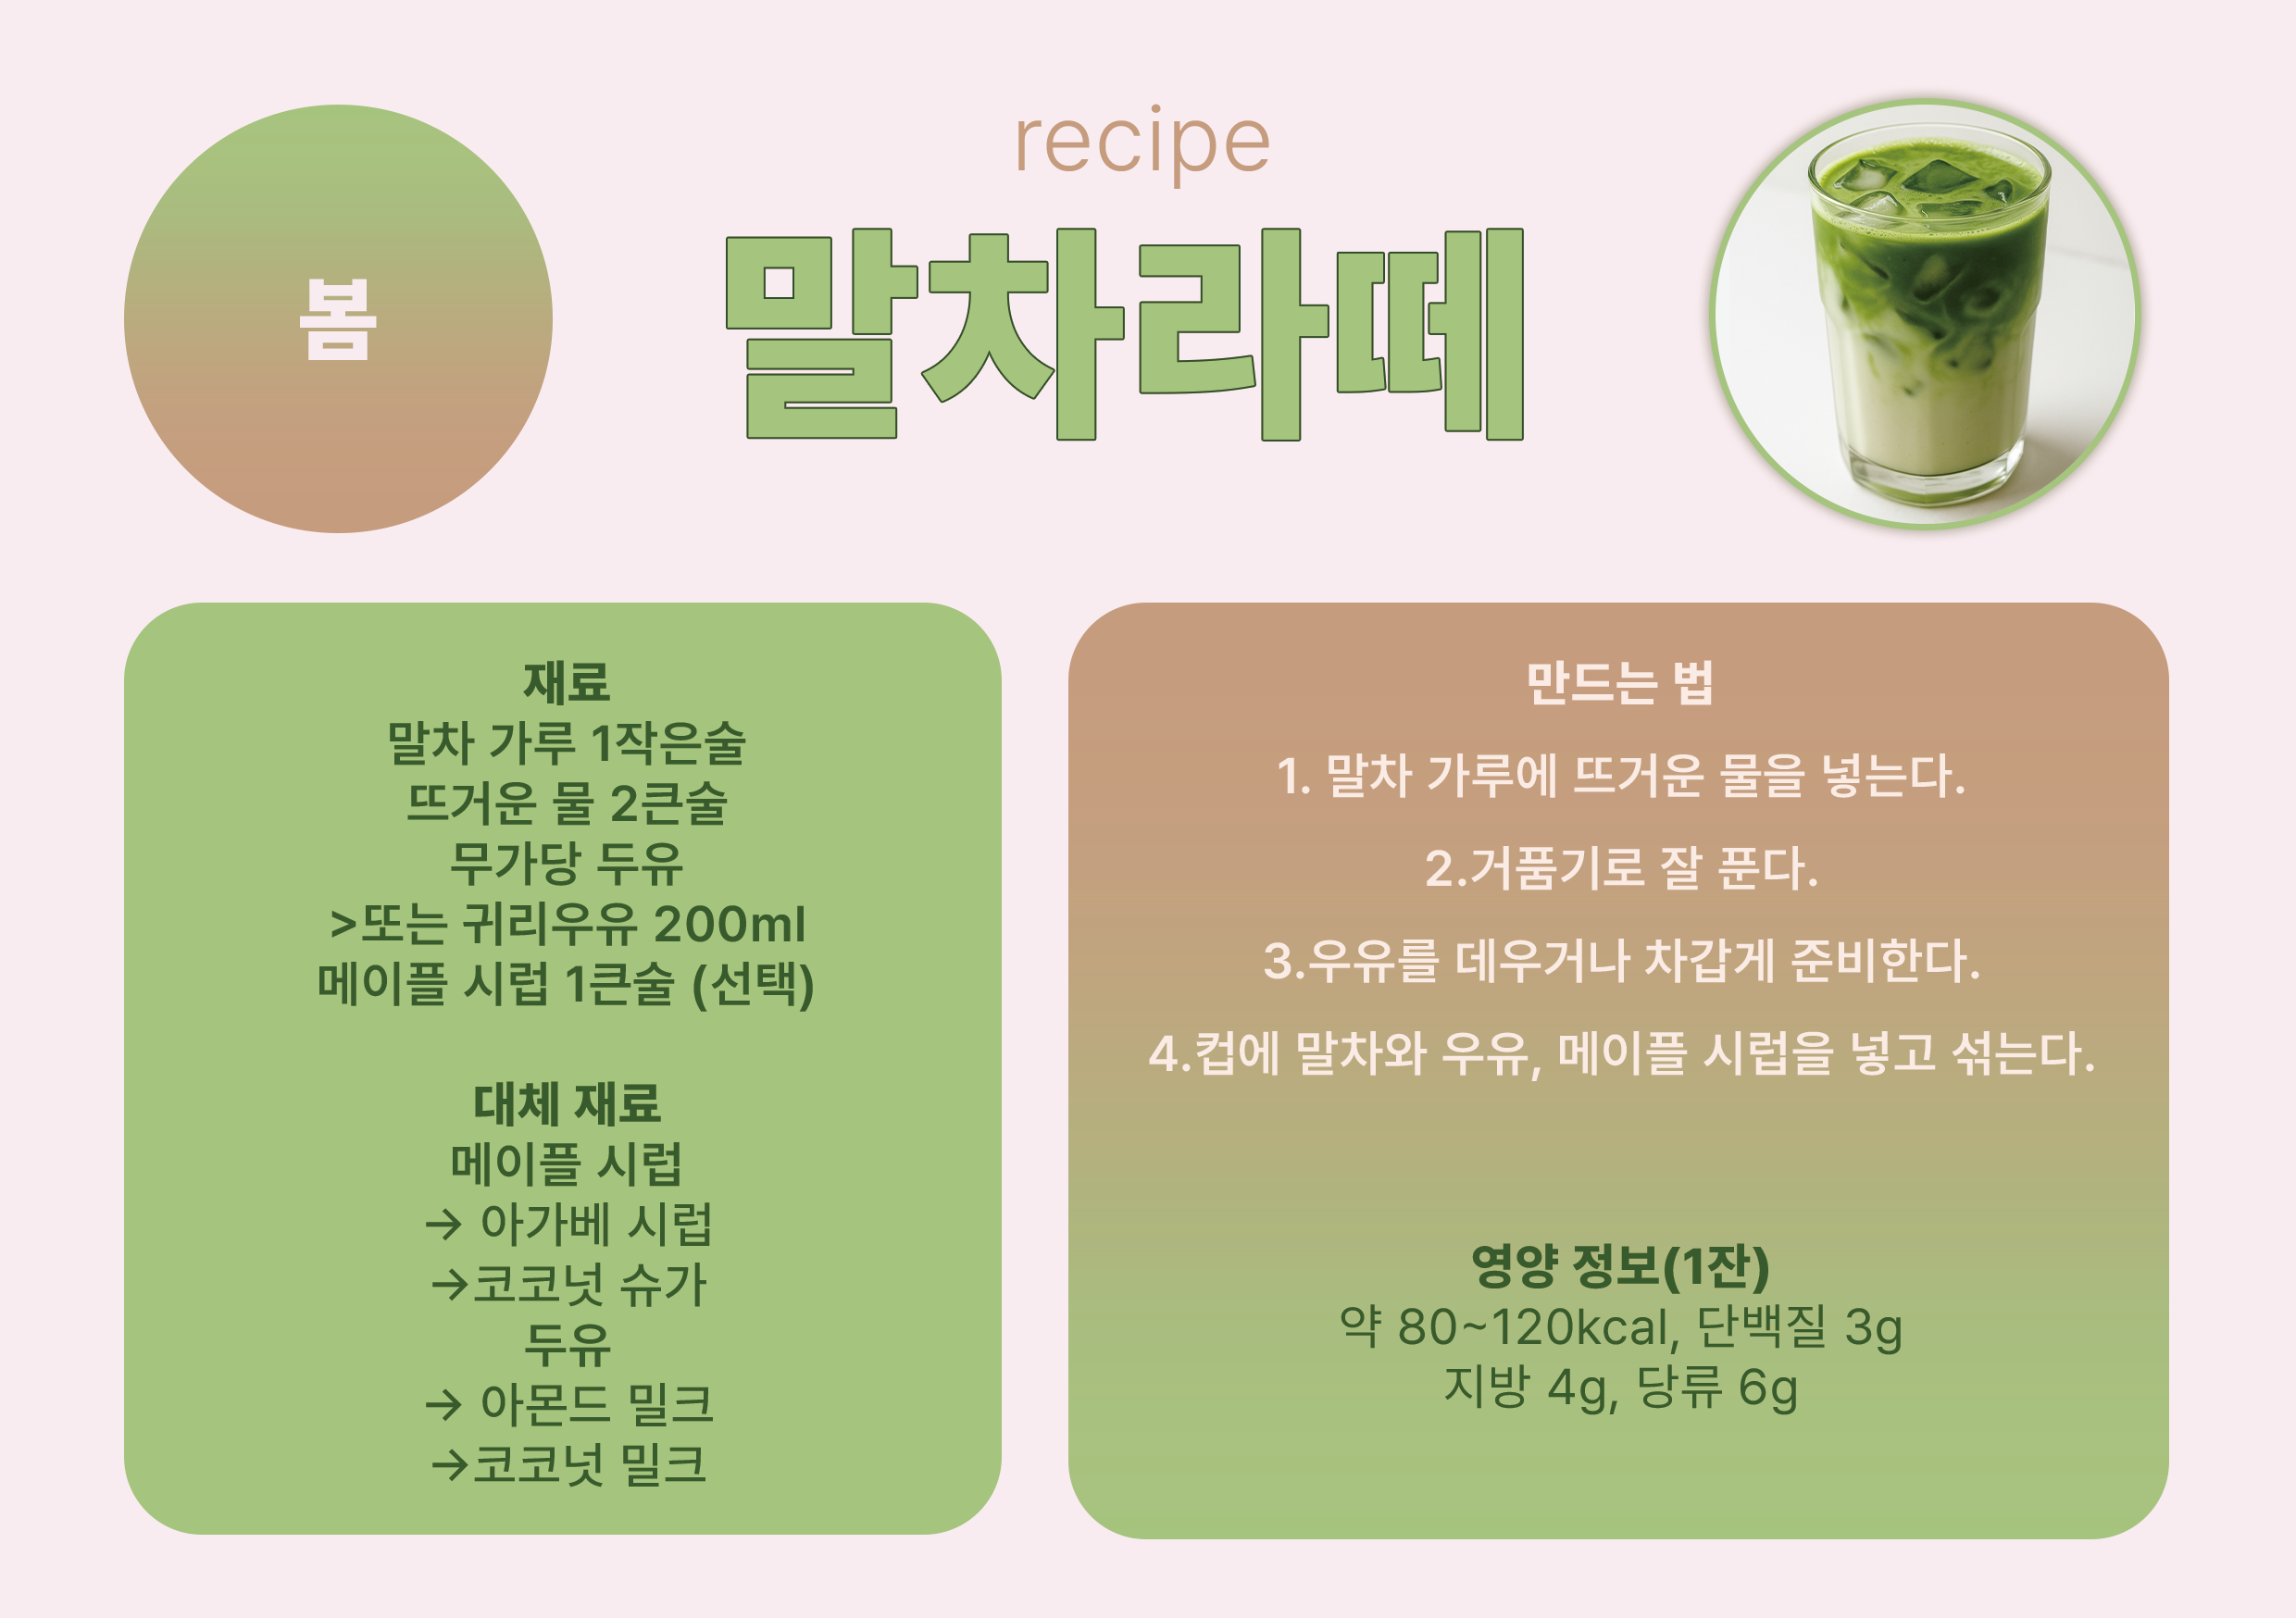 recipe
봄
말차라떼
재료
말차 가루 1작은술
뜨거운 물 2큰술
무가당 두유
>또는 귀리우유 200ml
메이플 시럽 1큰술 (선택)
대체 재료
메이플 시럽
→ 아가베 시럽
→코코넛 슈가
두유
→ 아몬드 밀크
→코코넛 밀크
만드는 법
1. 말차 가루에 뜨거운 물을 넣는다.
2.거품기로 잘 푼다.
3.우유를 데우거나 차갑게 준비한다.
4.컵에 말차와 우유, 메이플 시럽을 넣고 섞는다.
영양 정보(1잔)
약 80~120kcal, 단백질 3g
지방 4g, 당류 6g